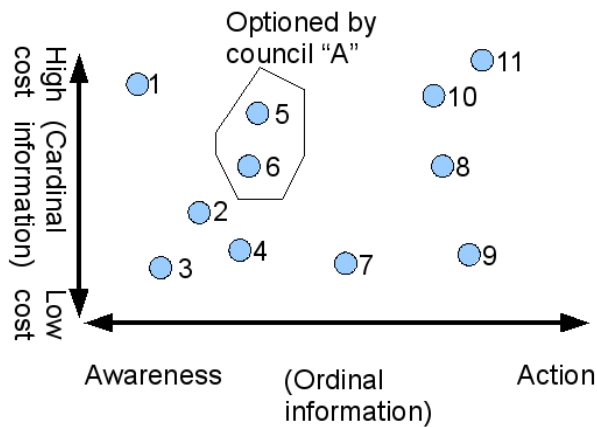 Optioned by
council “A”
1
11
10
5
6
8
2
4
3
7
9
High (Cardinal Low
cost information) cost
Awareness
(Ordinal
information)
Action